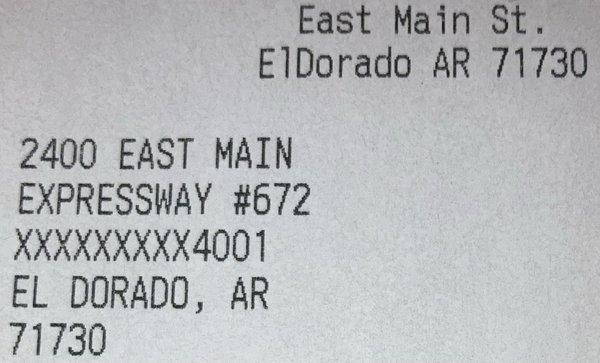 East Main St.
ElDorado AR 71730
2400 EAST MAIN
EXPRESSWAY #672
XXXXXXXXX4001
EL DORADO, AR
71730